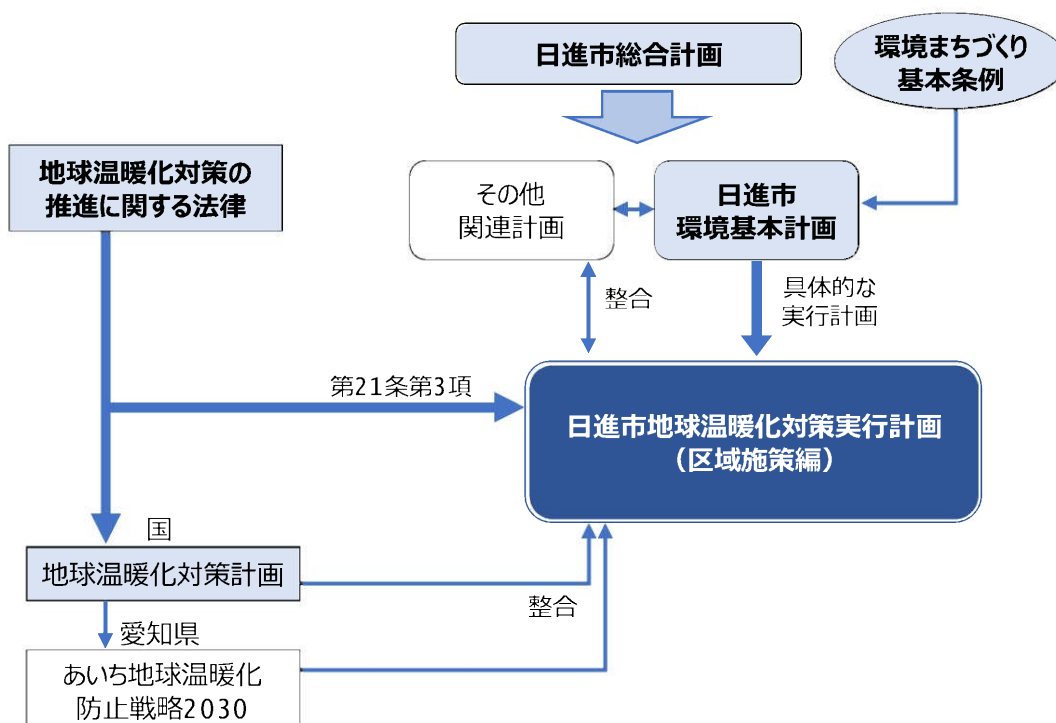 日進市総合計画
環境まちづくり
基本条例
地球温暖化対策の
推進に関する法律
その他
関連計画
日進市
環境基本計画
整合
具体的な
実行計画
第21条第3項
日進市地球温暖化対策実行計画
（区域施策編）
国
地球温暖化対策計画
整合
愛知県
あいち地球温暖化
防止戦略2030